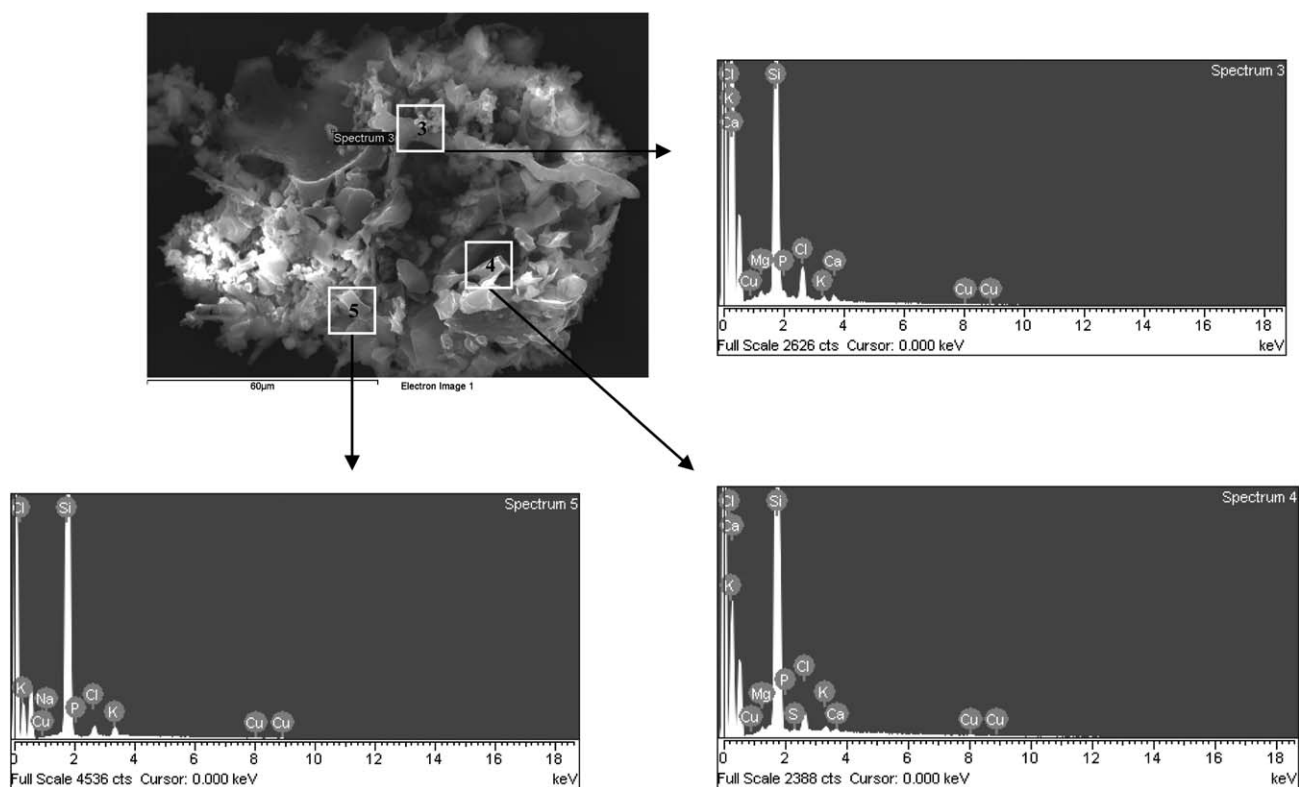 3
Spectrum 3
4
5
60µm Electron Image 1
Spectrum 3
Cl Si
K
Ca
Mg P Cl Ca
Cu K Cu Cu
0 2 4 6 8 10 12 14 16 18
Full Scale 2626 cts Cursor: 0.000 keV keV
Spectrum 5
Cl Si
K Na Cl
Cu P K Cu Cu
0 2 4 6 8 10 12 14 16 18
Full Scale 4536 cts Cursor: 0.000 keV keV
Spectrum 4
Cl Si
Ca
K
Mg P Cl K
Cu S Ca Cu Cu
0 2 4 6 8 10 12 14 16 18
Full Scale 2388 cts Cursor: 0.000 keV keV